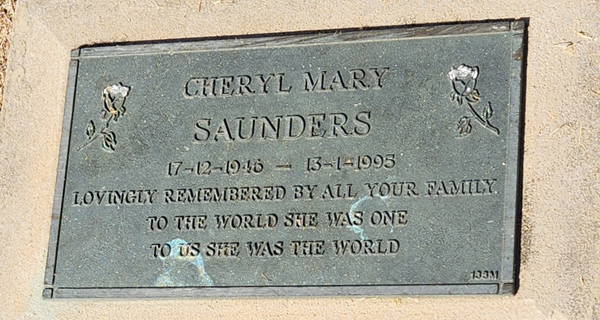 CHERYL MARY
SAUNDERS
17-12-1946 - 13-1-1995
LOVINGLY REMEMBERED BY ALL YOUR FAMILY
TO THE WORLD SHE WAS ONE
TO US SHE WAS THE WORLD
133M